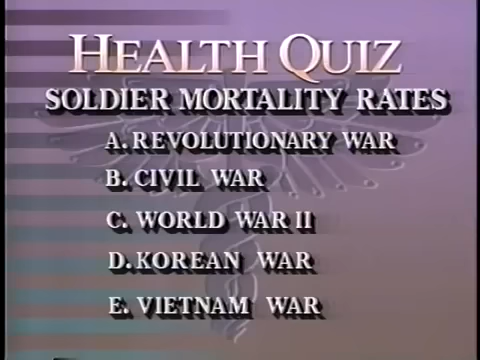 HEALTH QUIZ
SOLDIER MORTALITY RATES
A. REVOLUTIONARY WAR
B. CIVIL WAR
C. WORLD WAR II
D. KOREAN WAR
E. VIETNAM WAR